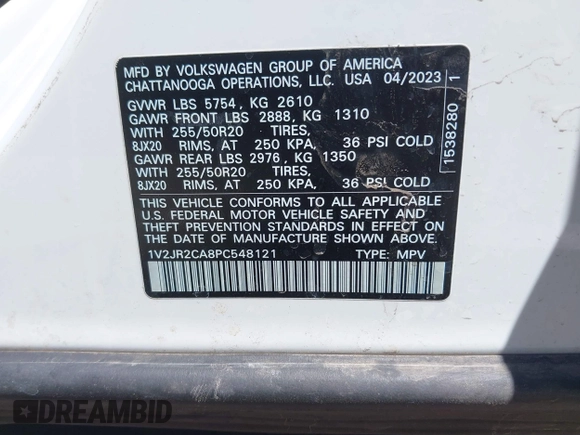 MFD BY VOLKSWAGEN GROUP OF AMERICA
CHATTANOOGA OPERATIONS, LLC. USA 04/2023
GVWR LBS 5754, KG 2610
GAWR FRONT LBS 2888, KG 1310
WITH 255/50R20 TIRES,
8JX20 RIMS, AT 250 KPA, 36 PSI COLD
GAWR REAR LBS 2976, KG 1350
WITH 255/50R20 TIRES,
8JX20 RIMS, AT 250 KPA, 36 PSI COLD
THIS VEHICLE CONFORMS TO ALL APPLICABLE
U.S. FEDERAL MOTOR VEHICLE SAFETY AND
THEFT PREVENTION STANDARDS IN EFFECT ON
THE DATE OF MANUFACTURE SHOWN ABOVE.
1V2JR2CA8PC548121 TYPE: MPV
1538280 1
DREAMBID